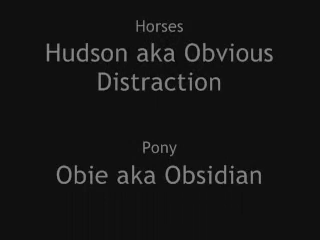 Horses
Hudson aka Obvious
Distraction
Pony
Obie aka Obsidian